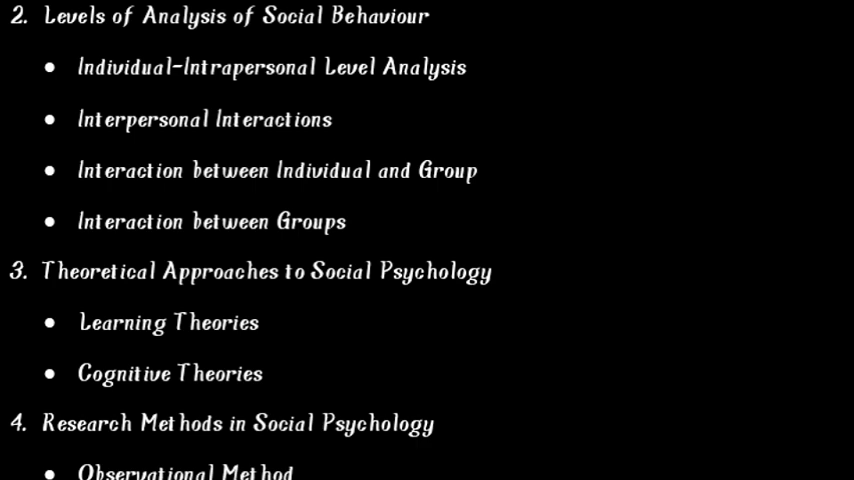 2. Levels of Analysis of Social Behaviour
• Individual-Intrapersonal Level Analysis
• Interpersonal Interactions
• Interaction between Individual and Group
• Interaction between Groups
3. Theoretical Approaches to Social Psychology
• Learning Theories
• Cognitive Theories
4. Research Methods in Social Psychology
• Observational Method